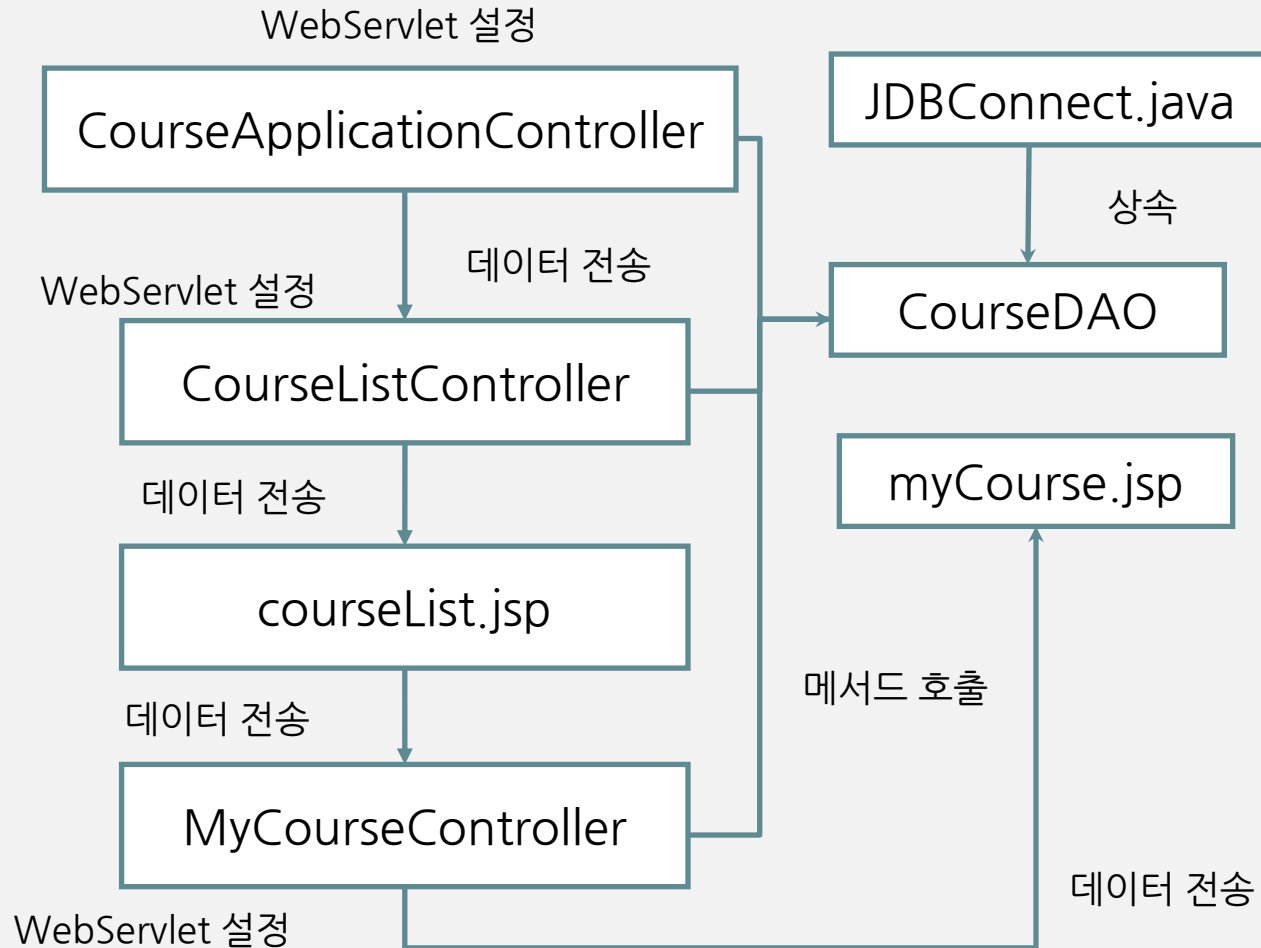 WebServlet 설정
CourseApplicationController
JDBConnect.java
상속
데이터 전송
WebServlet 설정
CourseDAO
CourseListController
myCourse.jsp
데이터 전송
courseList.jsp
메서드 호출
데이터 전송
MyCourseController
데이터 전송
WebServlet 설정